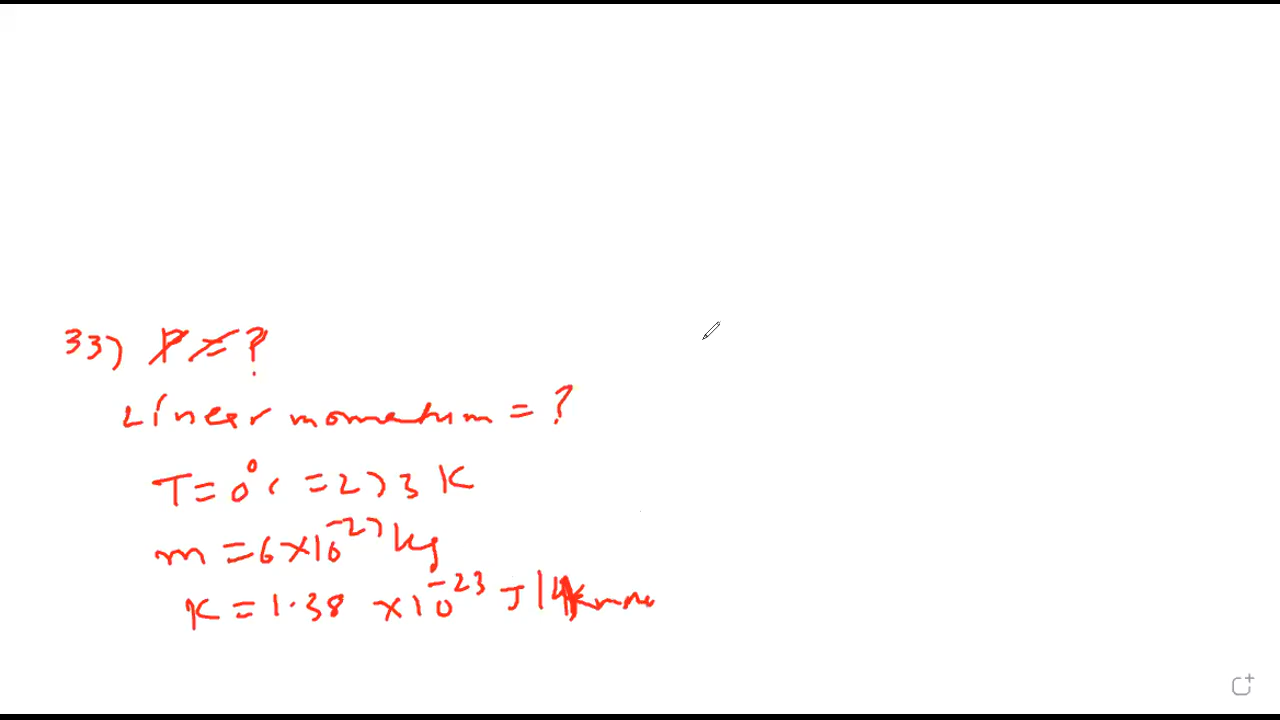 33) P = ?
Linear momentum = ?
T = 0°C = 273 K
m = 6×10⁻²⁷ kg
K = 1.38 ×10⁻²³ J/